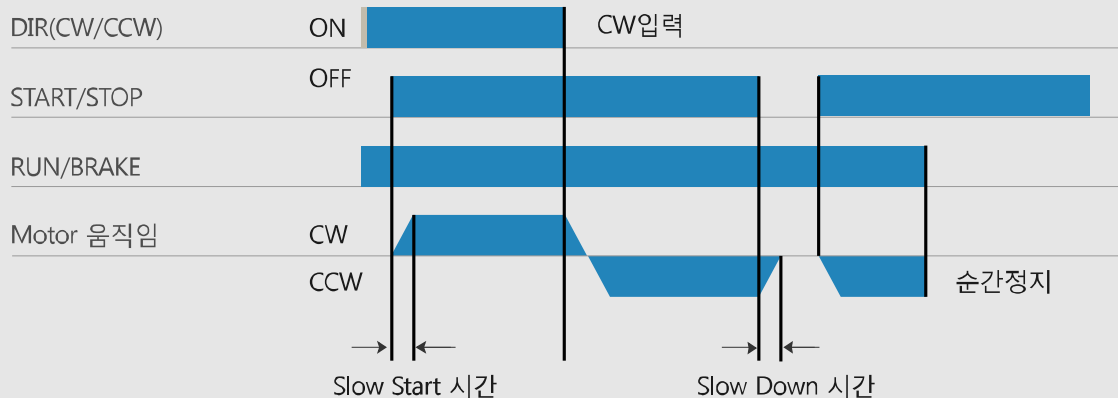 DIR(CW/CCW) ON CW입력
OFF
START/STOP
RUN/BRAKE
Motor 움직임 CW
CCW 순간정지
Slow Start 시간 Slow Down 시간